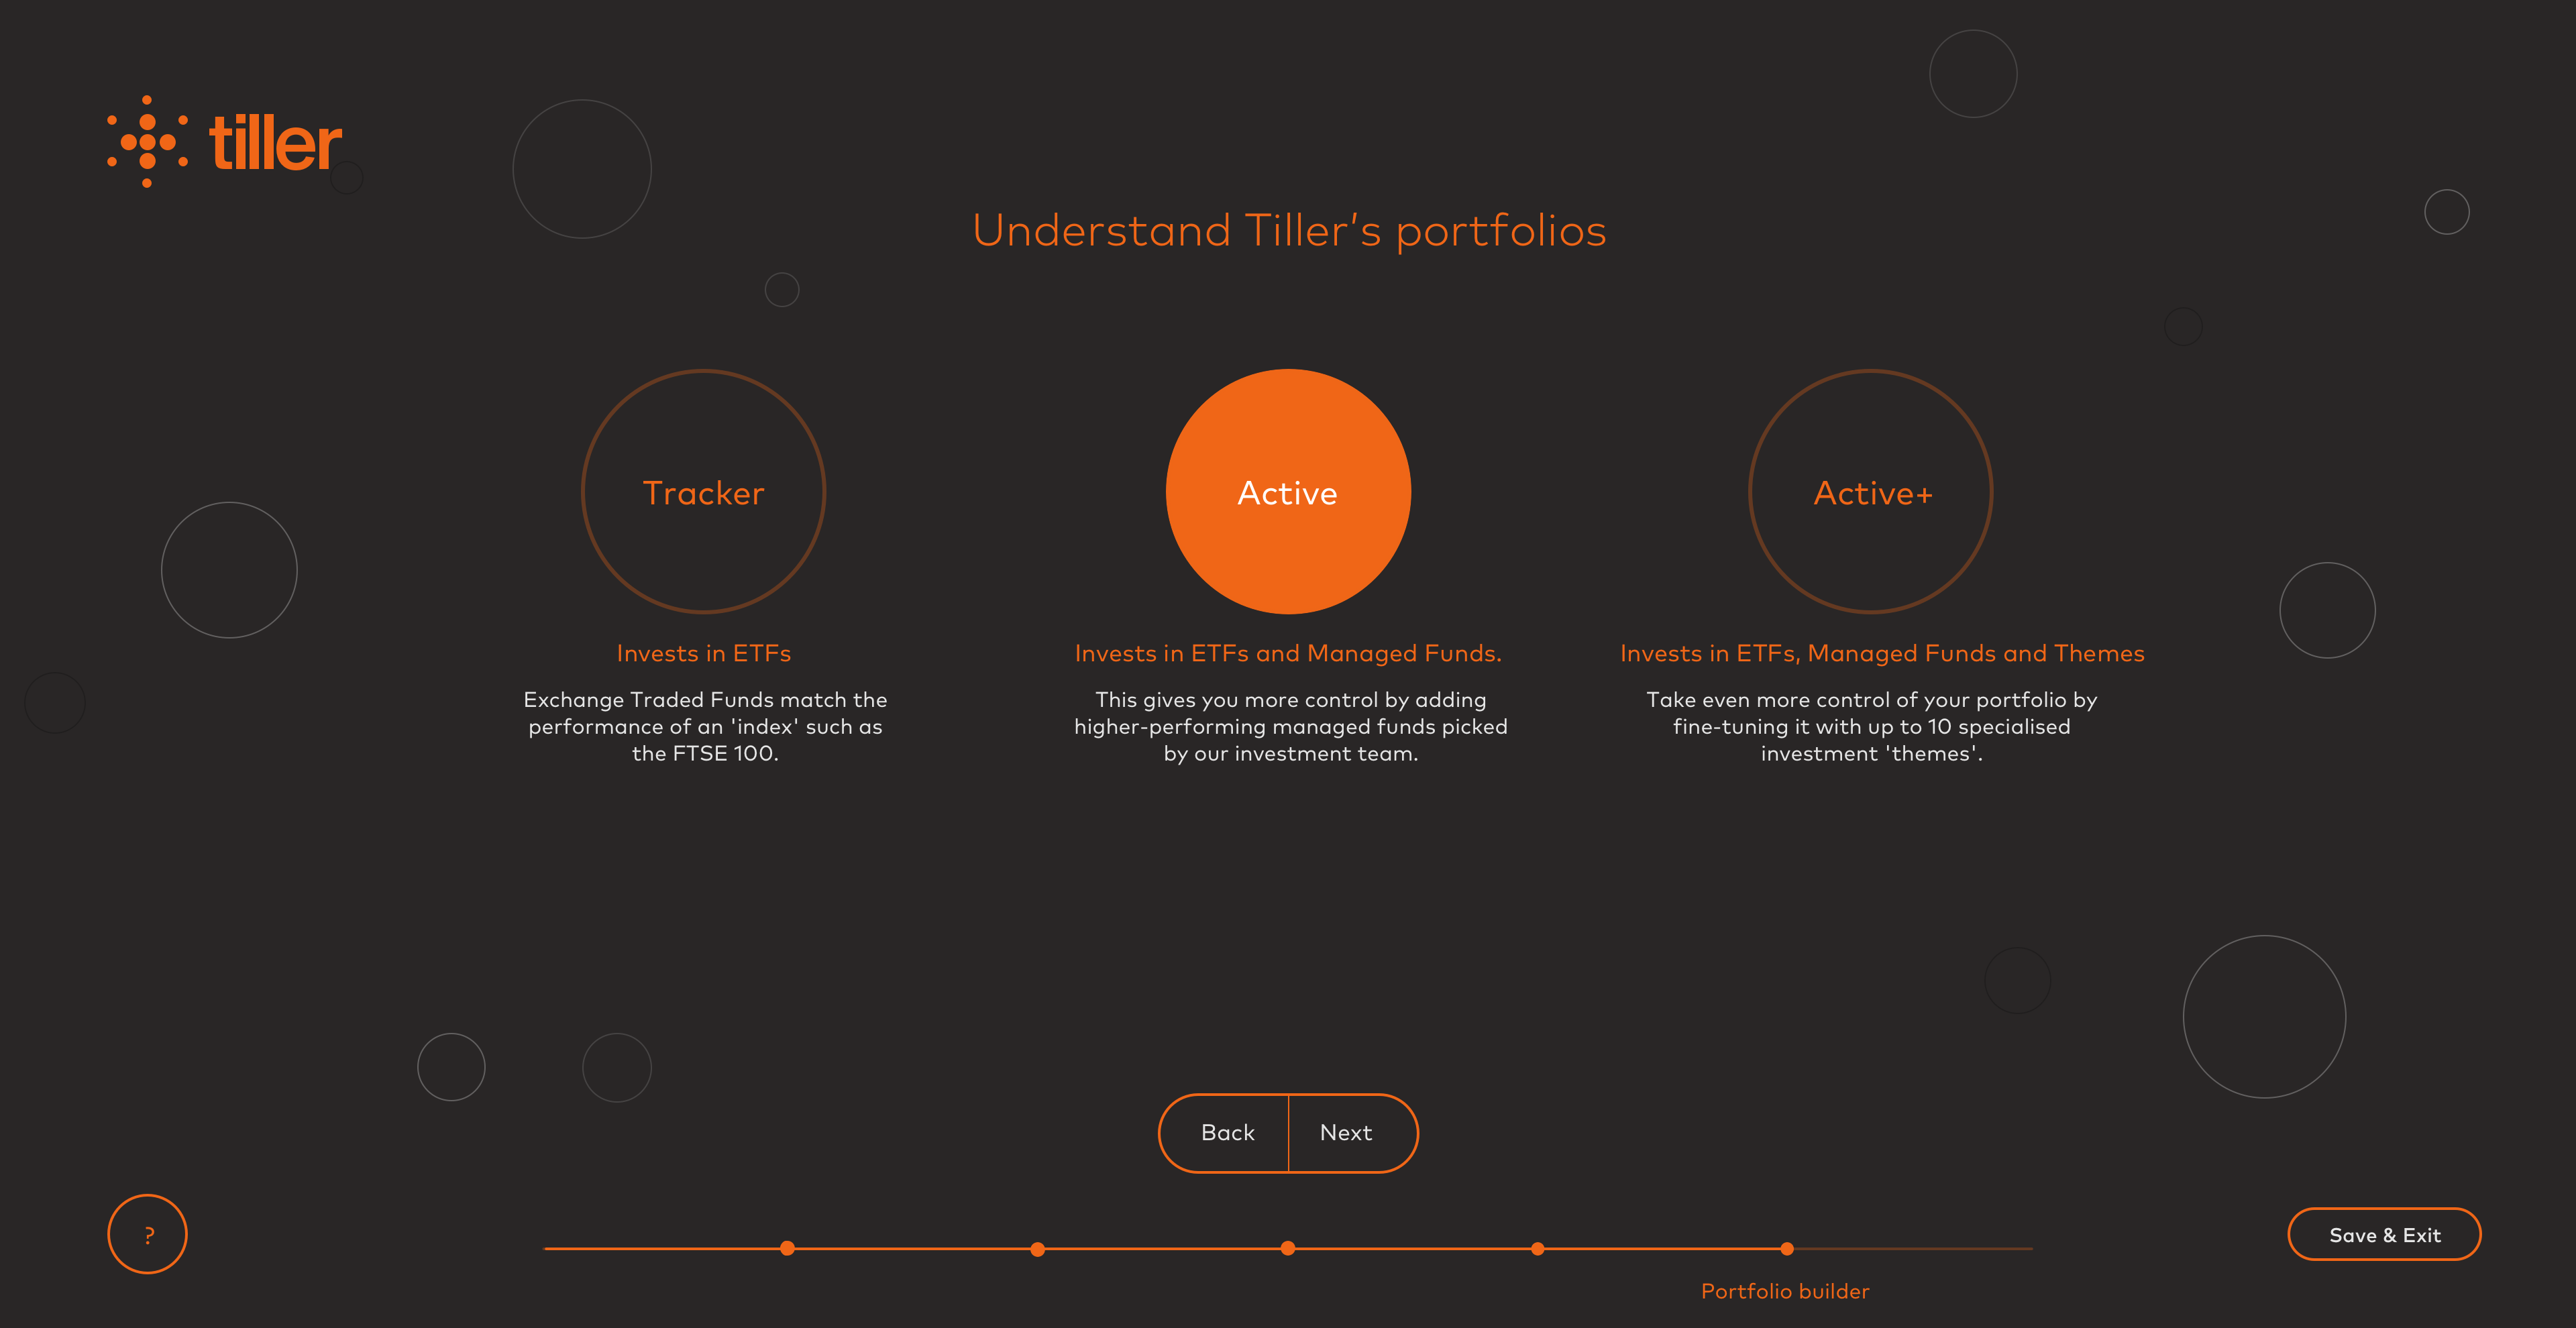 tiller
Understand Tiller’s portfolios
Tracker
Active
Active+
Invests in ETFs
Exchange Traded Funds match the
performance of an 'index' such as
the FTSE 100.
Invests in ETFs and Managed Funds.
This gives you more control by adding
higher-performing managed funds picked
by our investment team.
Invests in ETFs, Managed Funds and Themes
Take even more control of your portfolio by
fine-tuning it with up to 10 specialised
investment 'themes'.
Back
Next
?
Save & Exit
Portfolio builder